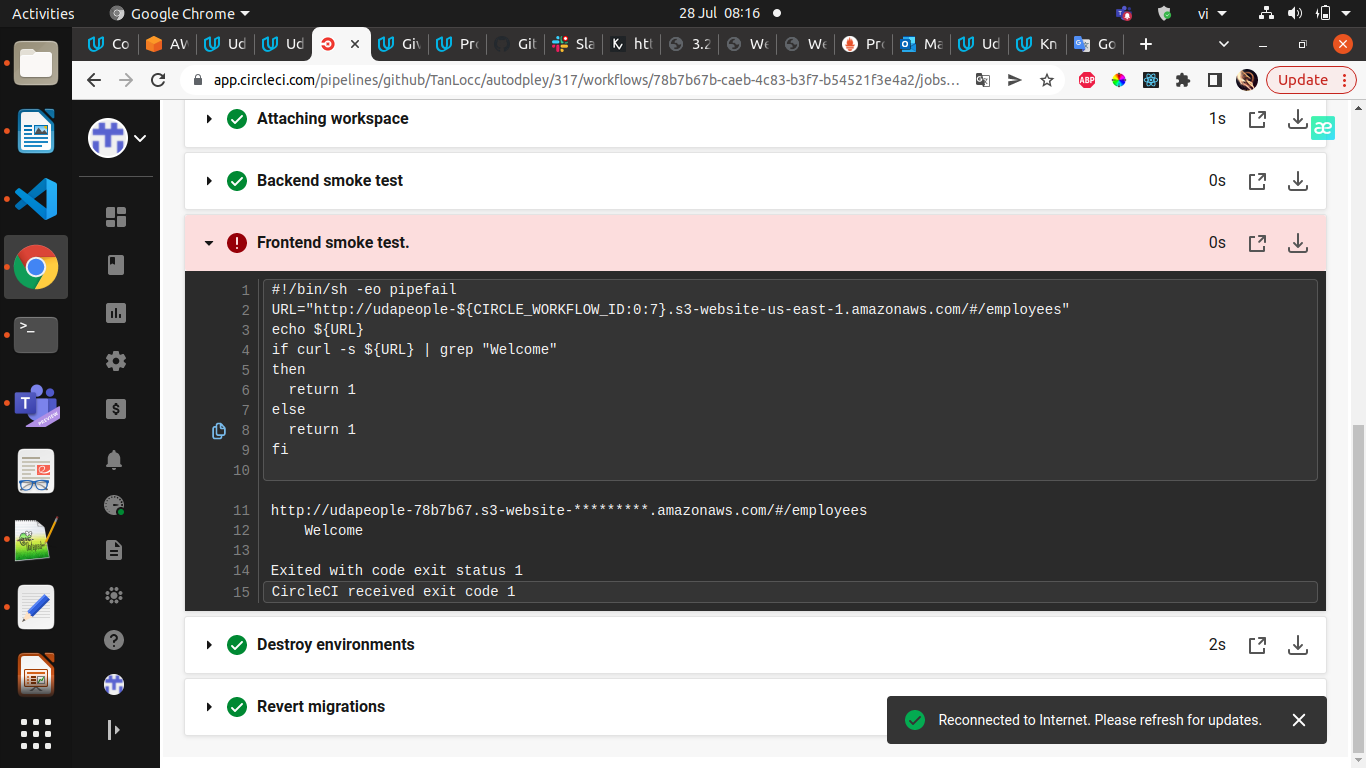 Activities
Google Chrome
28 Jul 08:16
vi
Co
AW
Ud
Ud
Giv
Pro
Git
Sla
htt
3.2
We
We
Pro
Ma
Ud
Kn
Go
app.circleci.com/pipelines/github/TanLocc/autodpley/317/workflows/78b7b67b-caeb-4c83-b3f7-b54521f3e4a2/jobs...
ABP
Update
Attaching workspace
1s
æ
Backend smoke test
0s
Frontend smoke test.
0s
1 #!/bin/sh -eo pipefail
2 URL="http://udapeople-${CIRCLE_WORKFLOW_ID:0:7}.s3-website-us-east-1.amazonaws.com/#/employees"
3 echo ${URL}
4 if curl -s ${URL} | grep "Welcome"
5 then
6 return 1
7 else
8 return 1
9 fi
10
11 http://udapeople-78b7b67.s3-website-*********.amazonaws.com/#/employees
12 Welcome
13
14 Exited with code exit status 1
15 CircleCI received exit code 1
Destroy environments
2s
Revert migrations
Reconnected to Internet. Please refresh for updates.